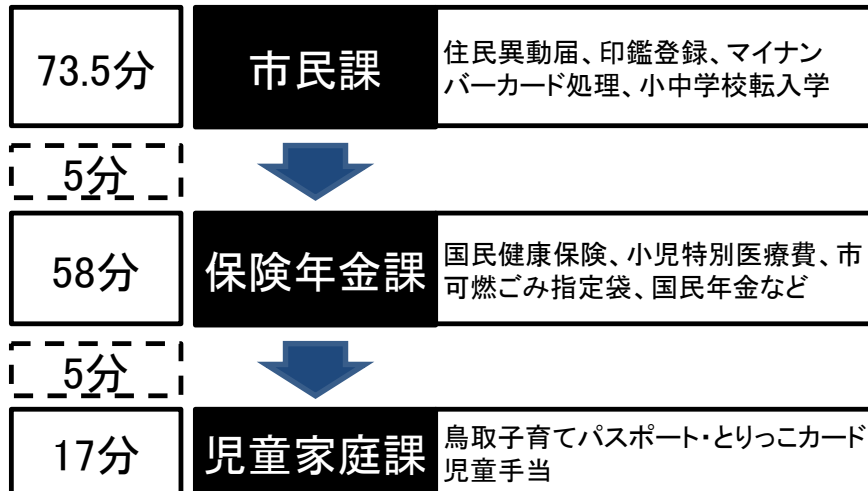 73.5分
市民課
住民異動届、印鑑登録、マイナン
バーカード処理、小中学校転入学
5分
58分
保険年金課
国民健康保険、小児特別医療費、市
可燃ごみ指定袋、国民年金など
5分
17分
児童家庭課
鳥取子育てパスポート・とりっこカード
児童手当